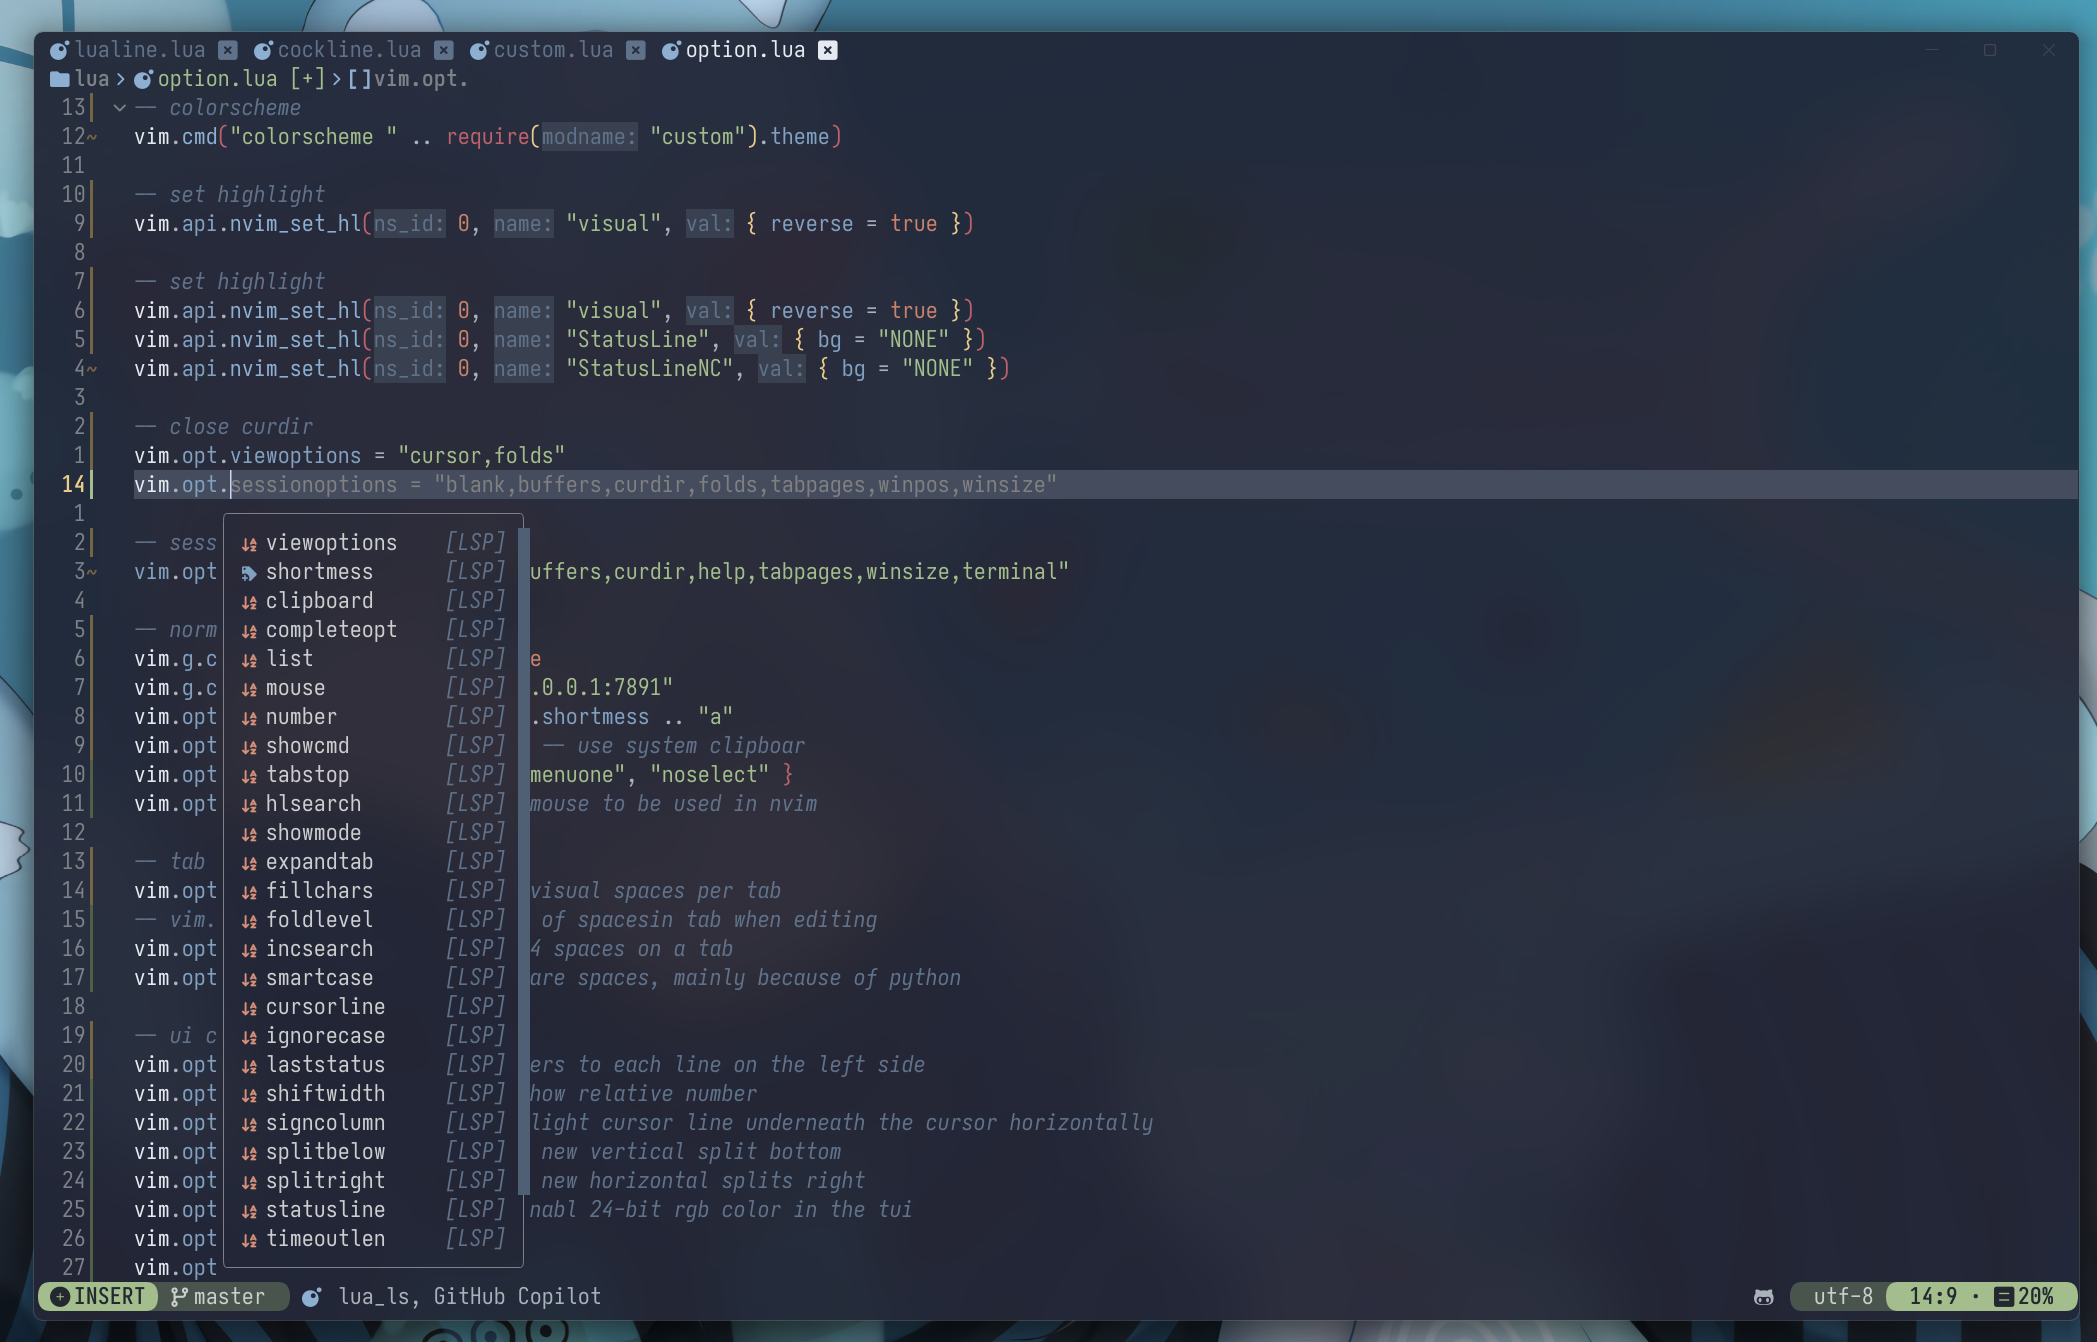 lualine.lua cockline.lua custom.lua option.lua
lua > option.lua [+] > []vim.opt.
13 -- colorscheme
12~ vim.cmd("colorscheme " .. require(modname: "custom").theme)
11
10 -- set highlight
9 vim.api.nvim_set_hl(ns_id: 0, name: "visual", val: { reverse = true })
8
7 -- set highlight
6 vim.api.nvim_set_hl(ns_id: 0, name: "visual", val: { reverse = true })
5 vim.api.nvim_set_hl(ns_id: 0, name: "StatusLine", val: { bg = "NONE" })
4~ vim.api.nvim_set_hl(ns_id: 0, name: "StatusLineNC", val: { bg = "NONE" })
3
2 -- close curdir
1 vim.opt.viewoptions = "cursor,folds"
14 vim.opt.sessionoptions = "blank,buffers,curdir,folds,tabpages,winpos,winsize"
1
2 -- sess viewoptions [LSP]
3~ vim.opt shortmess [LSP] uffers,curdir,help,tabpages,winsize,terminal"
4 clipboard [LSP]
5 -- norm completeopt [LSP]
6 vim.g.c list [LSP] e
7 vim.g.c mouse [LSP] .0.0.1:7891"
8 vim.opt number [LSP] .shortmess .. "a"
9 vim.opt showcmd [LSP] -- use system clipboar
10 vim.opt tabstop [LSP] menuone", "noselect" }
11 vim.opt hlsearch [LSP] mouse to be used in nvim
12 showmode [LSP]
13 -- tab expandtab [LSP]
14 vim.opt fillchars [LSP] visual spaces per tab
15 -- vim. foldlevel [LSP] of spacesin tab when editing
16 vim.opt incsearch [LSP] 4 spaces on a tab
17 vim.opt smartcase [LSP] are spaces, mainly because of python
18 cursorline [LSP]
19 -- ui c ignorecase [LSP]
20 vim.opt laststatus [LSP] ers to each line on the left side
21 vim.opt shiftwidth [LSP] how relative number
22 vim.opt signcolumn [LSP] light cursor line underneath the cursor horizontally
23 vim.opt splitbelow [LSP] new vertical split bottom
24 vim.opt splitright [LSP] new horizontal splits right
25 vim.opt statusline [LSP] nabl 24-bit rgb color in the tui
26 vim.opt timeoutlen [LSP]
27 vim.opt
INSERT master lua_ls, GitHub Copilot utf-8 14:9 · 20%